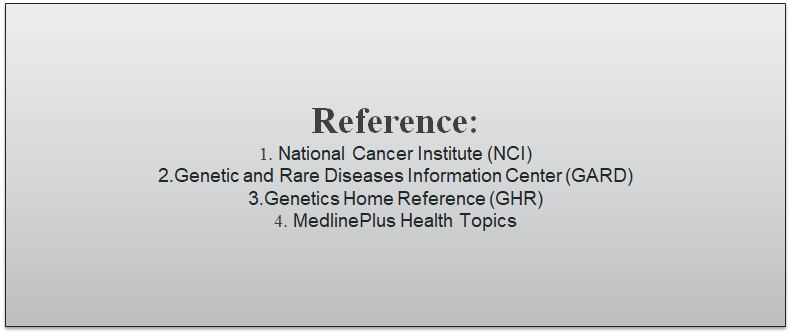 Reference:
1. National Cancer Institute (NCI)
2.Genetic and Rare Diseases Information Center (GARD)
3.Genetics Home Reference (GHR)
4. MedlinePlus Health Topics